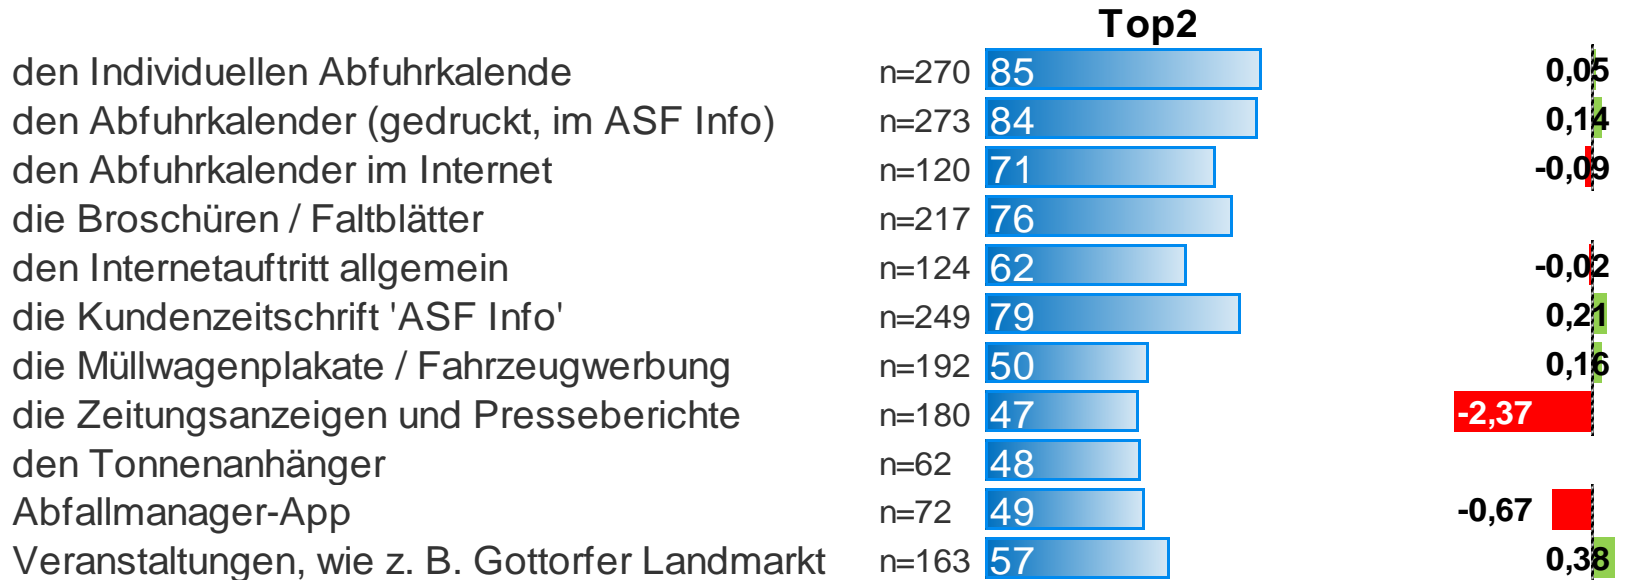 Top2
den Individuellen Abfuhrkalende n=270 85 0,05
den Abfuhrkalender (gedruckt, im ASF Info) n=273 84 0,14
den Abfuhrkalender im Internet n=120 71 -0,09
die Broschüren / Faltblätter n=217 76
den Internetauftritt allgemein n=124 62 -0,02
die Kundenzeitschrift 'ASF Info' n=249 79 0,21
die Müllwagenplakate / Fahrzeugwerbung n=192 50 0,16
die Zeitungsanzeigen und Presseberichte n=180 47 -2,37
den Tonnenanhänger n=62 48
Abfallmanager-App n=72 49 -0,67
Veranstaltungen, wie z. B. Gottorfer Landmarkt n=163 57 0,38